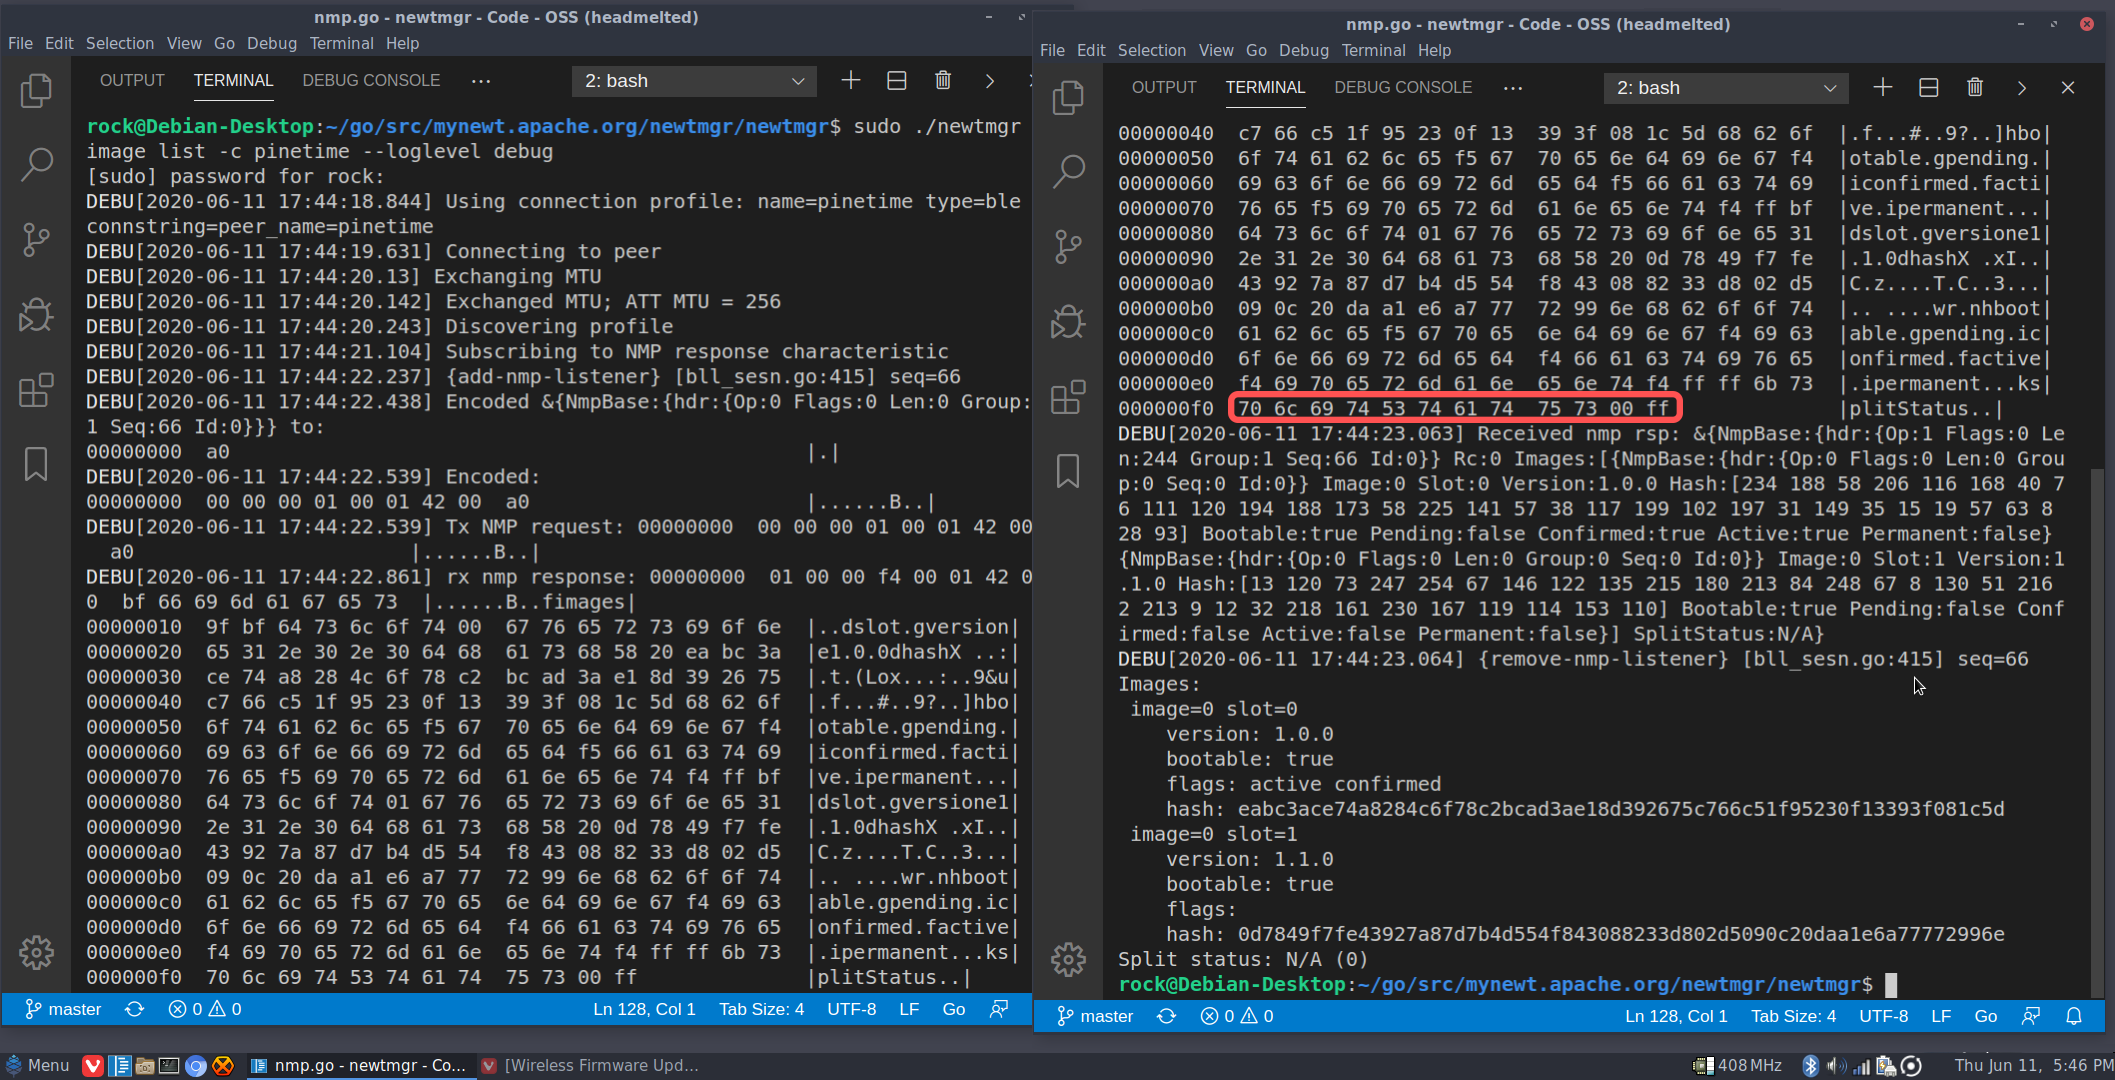 nmp.go - newtmgr - Code - OSS (headmelted)
File Edit Selection View Go Debug Terminal Help
OUTPUT TERMINAL DEBUG CONSOLE ··· 2: bash
rock@Debian-Desktop:~/go/src/mynewt.apache.org/newtmgr/newtmgr$ sudo ./newtmgr
image list -c pinetime --loglevel debug
[sudo] password for rock:
DEBU[2020-06-11 17:44:18.844] Using connection profile: name=pinetime type=ble
connstring=peer_name=pinetime
DEBU[2020-06-11 17:44:19.631] Connecting to peer
DEBU[2020-06-11 17:44:20.13] Exchanging MTU
DEBU[2020-06-11 17:44:20.142] Exchanged MTU; ATT MTU = 256
DEBU[2020-06-11 17:44:20.243] Discovering profile
DEBU[2020-06-11 17:44:21.104] Subscribing to NMP response characteristic
DEBU[2020-06-11 17:44:22.237] {add-nmp-listener} [bll_sesn.go:415] seq=66
DEBU[2020-06-11 17:44:22.438] Encoded &{NmpBase:{hdr:{Op:0 Flags:0 Len:0 Group:
1 Seq:66 Id:0}}} to:
00000000  a0 |.|
DEBU[2020-06-11 17:44:22.539] Encoded:
00000000  00 00 00 01 00 01 42 00  a0 |......B..|
DEBU[2020-06-11 17:44:22.539] Tx NMP request: 00000000  00 00 00 01 00 01 42 00
a0 |......B..|
DEBU[2020-06-11 17:44:22.861] rx nmp response: 00000000  01 00 00 f4 00 01 42 0
0  bf 66 69 6d 61 67 65 73  |......B..fimages|
00000010  9f bf 64 73 6c 6f 74 00  67 76 65 72 73 69 6f 6e  |..dslot.gversion|
00000020  65 31 2e 30 2e 30 64 68  61 73 68 58 20 ea bc 3a  |e1.0.0dhashX ..:|
00000030  ce 74 a8 28 4c 6f 78 c2  bc ad 3a e1 8d 39 26 75  |.t.(Lox...:..9&u|
00000040  c7 66 c5 1f 95 23 0f 13  39 3f 08 1c 5d 68 62 6f  |.f...#..9?..]hbo|
00000050  6f 74 61 62 6c 65 f5 67  70 65 6e 64 69 6e 67 f4  |otable.gpending.|
00000060  69 63 6f 6e 66 69 72 6d  65 64 f5 66 61 63 74 69  |iconfirmed.facti|
00000070  76 65 f5 69 70 65 72 6d  61 6e 65 6e 74 f4 ff bf  |ve.ipermanent...|
00000080  64 73 6c 6f 74 01 67 76  65 72 73 69 6f 6e 65 31  |dslot.gversione1|
00000090  2e 31 2e 30 64 68 61 73  68 58 20 0d 78 49 f7 fe  |.1.0dhashX .xI..|
000000a0  43 92 7a 87 d7 b4 d5 54  f8 43 08 82 33 d8 02 d5  |C.z....T.C..3...|
000000b0  09 0c 20 da a1 e6 a7 77  72 99 6e 68 62 6f 6f 74  |.. ....wr.nhboot|
000000c0  61 62 6c 65 f5 67 70 65  6e 64 69 6e 67 f4 69 63  |able.gpending.ic|
000000d0  6f 6e 66 69 72 6d 65 64  f4 66 61 63 74 69 76 65  |onfirmed.factive|
000000e0  f4 69 70 65 72 6d 61 6e  65 6e 74 f4 ff ff 6b 73  |.ipermanent...ks|
000000f0  70 6c 69 74 53 74 61 74  75 73 00 ff |plitStatus..|
master 0 0 Ln 128, Col 1 Tab Size: 4 UTF-8 LF Go
nmp.go - newtmgr - Code - OSS (headmelted)
File Edit Selection View Go Debug Terminal Help
OUTPUT TERMINAL DEBUG CONSOLE ··· 2: bash
00000040  c7 66 c5 1f 95 23 0f 13  39 3f 08 1c 5d 68 62 6f  |.f...#..9?..]hbo|
00000050  6f 74 61 62 6c 65 f5 67  70 65 6e 64 69 6e 67 f4  |otable.gpending.|
00000060  69 63 6f 6e 66 69 72 6d  65 64 f5 66 61 63 74 69  |iconfirmed.facti|
00000070  76 65 f5 69 70 65 72 6d  61 6e 65 6e 74 f4 ff bf  |ve.ipermanent...|
00000080  64 73 6c 6f 74 01 67 76  65 72 73 69 6f 6e 65 31  |dslot.gversione1|
00000090  2e 31 2e 30 64 68 61 73  68 58 20 0d 78 49 f7 fe  |.1.0dhashX .xI..|
000000a0  43 92 7a 87 d7 b4 d5 54  f8 43 08 82 33 d8 02 d5  |C.z....T.C..3...|
000000b0  09 0c 20 da a1 e6 a7 77  72 99 6e 68 62 6f 6f 74  |.. ....wr.nhboot|
000000c0  61 62 6c 65 f5 67 70 65  6e 64 69 6e 67 f4 69 63  |able.gpending.ic|
000000d0  6f 6e 66 69 72 6d 65 64  f4 66 61 63 74 69 76 65  |onfirmed.factive|
000000e0  f4 69 70 65 72 6d 61 6e  65 6e 74 f4 ff ff 6b 73  |.ipermanent...ks|
000000f0  70 6c 69 74 53 74 61 74  75 73 00 ff |plitStatus..|
DEBU[2020-06-11 17:44:23.063] Received nmp rsp: &{NmpBase:{hdr:{Op:1 Flags:0 Le
n:244 Group:1 Seq:66 Id:0}} Rc:0 Images:[{NmpBase:{hdr:{Op:0 Flags:0 Len:0 Grou
p:0 Seq:0 Id:0}} Image:0 Slot:0 Version:1.0.0 Hash:[234 188 58 206 116 168 40 7
6 111 120 194 188 173 58 225 141 57 38 117 199 102 197 31 149 35 15 19 57 63 8
28 93] Bootable:true Pending:false Confirmed:true Active:true Permanent:false}
{NmpBase:{hdr:{Op:0 Flags:0 Len:0 Group:0 Seq:0 Id:0}} Image:0 Slot:1 Version:1
.1.0 Hash:[13 120 73 247 254 67 146 122 135 215 180 213 84 248 67 8 130 51 216
2 213 9 12 32 218 161 230 167 119 114 153 110] Bootable:true Pending:false Conf
irmed:false Active:false Permanent:false}] SplitStatus:N/A}
DEBU[2020-06-11 17:44:23.064] {remove-nmp-listener} [bll_sesn.go:415] seq=66
Images:
image=0 slot=0
version: 1.0.0
bootable: true
flags: active confirmed
hash: eabc3ace74a8284c6f78c2bcad3ae18d392675c766c51f95230f13393f081c5d
image=0 slot=1
version: 1.1.0
bootable: true
flags:
hash: 0d7849f7fe43927a87d7b4d554f843088233d802d5090c20daa1e6a77772996e
Split status: N/A (0)
rock@Debian-Desktop:~/go/src/mynewt.apache.org/newtmgr/newtmgr$
master 0 0 Ln 128, Col 1 Tab Size: 4 UTF-8 LF Go
Menu nmp.go - newtmgr - Co... [Wireless Firmware Upd... 408 MHz Thu Jun 11, 5:46 PM